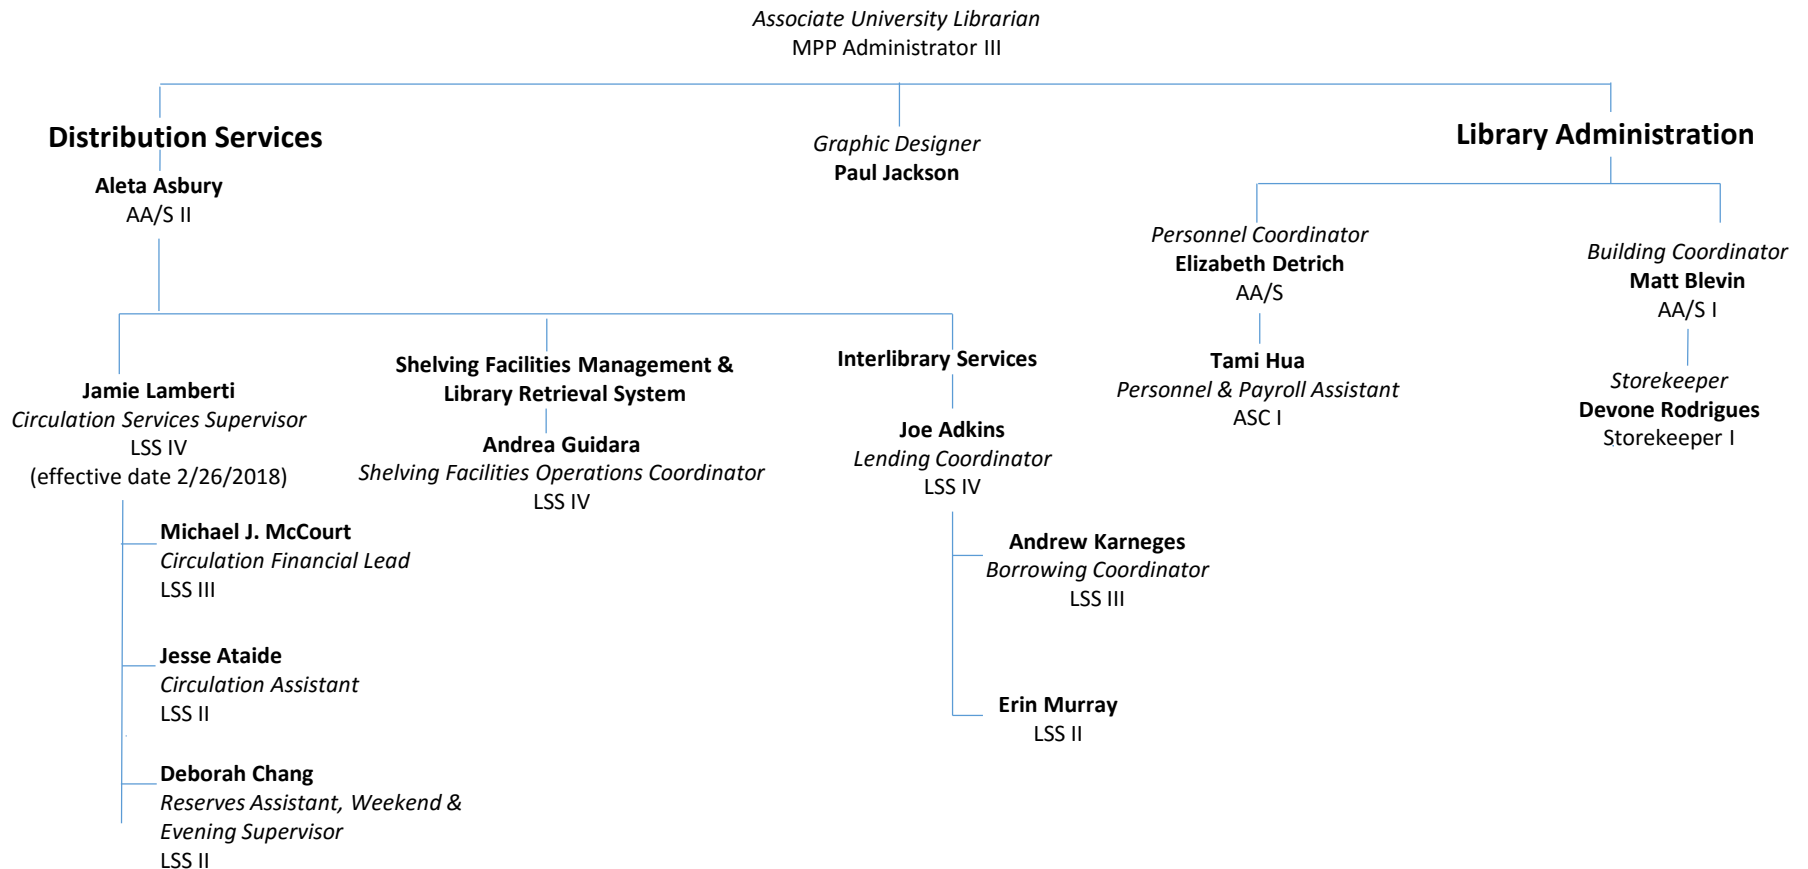 Associate University Librarian
MPP Administrator III
Distribution Services
Aleta Asbury
AA/S II
Graphic Designer
Paul Jackson
Library Administration
Personnel Coordinator
Elizabeth Detrich
AA/S
Building Coordinator
Matt Blevin
AA/S I
Jamie Lamberti
Circulation Services Supervisor
LSS IV
(effective date 2/26/2018)
Shelving Facilities Management &
Library Retrieval System
Andrea Guidara
Shelving Facilities Operations Coordinator
LSS IV
Interlibrary Services
Joe Adkins
Lending Coordinator
LSS IV
Tami Hua
Personnel & Payroll Assistant
ASC I
Storekeeper
Devone Rodrigues
Storekeeper I
Michael J. McCourt
Circulation Financial Lead
LSS III
Jesse Ataide
Circulation Assistant
LSS II
Deborah Chang
Reserves Assistant, Weekend &
Evening Supervisor
LSS II
Andrew Karneges
Borrowing Coordinator
LSS III
Erin Murray
LSS II